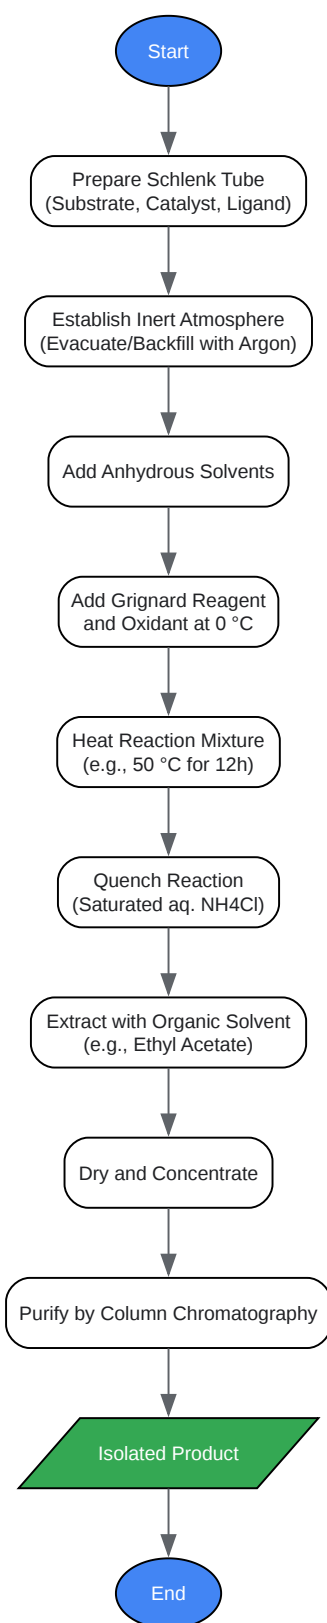 Start
Prepare Schlenk Tube
(Substrate, Catalyst, Ligand)
Establish Inert Atmosphere
(Evacuate/Backfill with Argon)
Add Anhydrous Solvents
Add Grignard Reagent
and Oxidant at 0 °C
Heat Reaction Mixture
(e.g., 50 °C for 12h)
Quench Reaction
(Saturated aq. NH4Cl)
Extract with Organic Solvent
(e.g., Ethyl Acetate)
Dry and Concentrate
Purify by Column Chromatography
Isolated Product
End